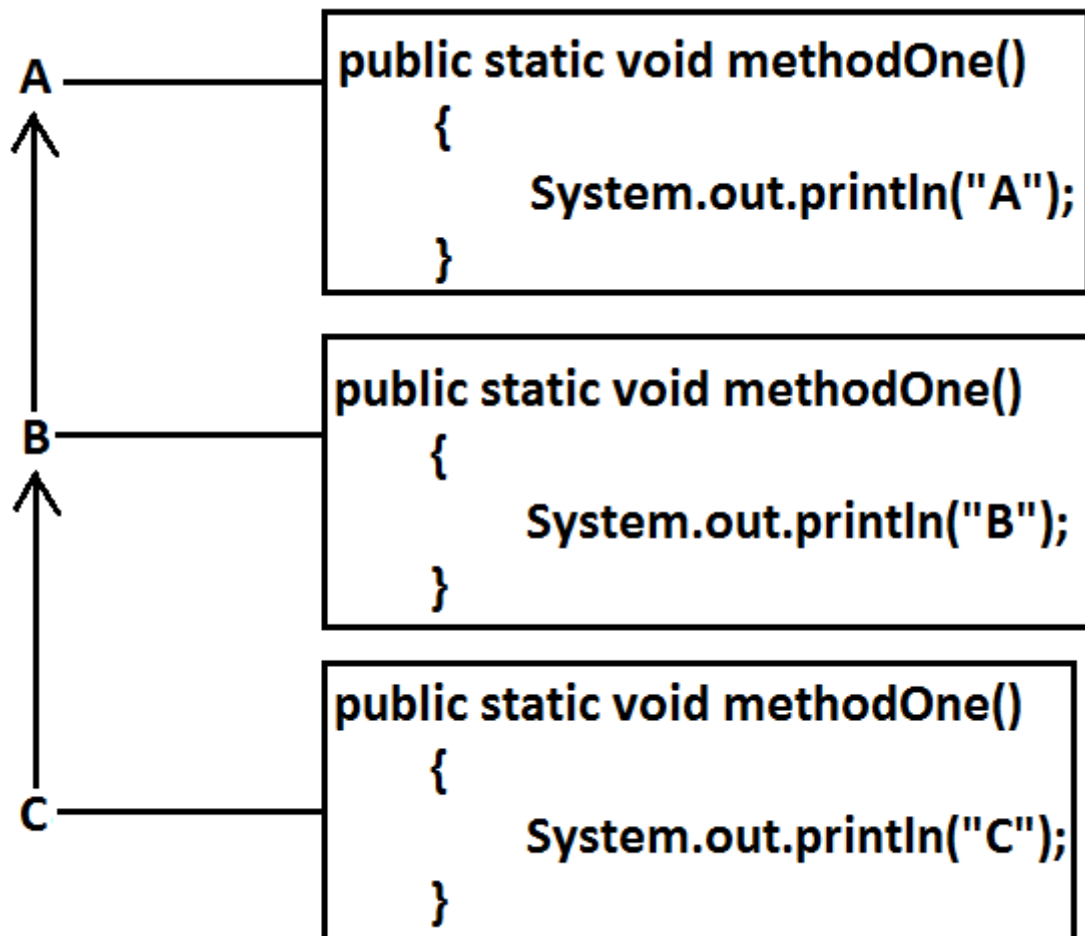 A
public static void methodOne()
{
System.out.println("A");
}
B
public static void methodOne()
{
System.out.println("B");
}
C
public static void methodOne()
{
System.out.println("C");
}